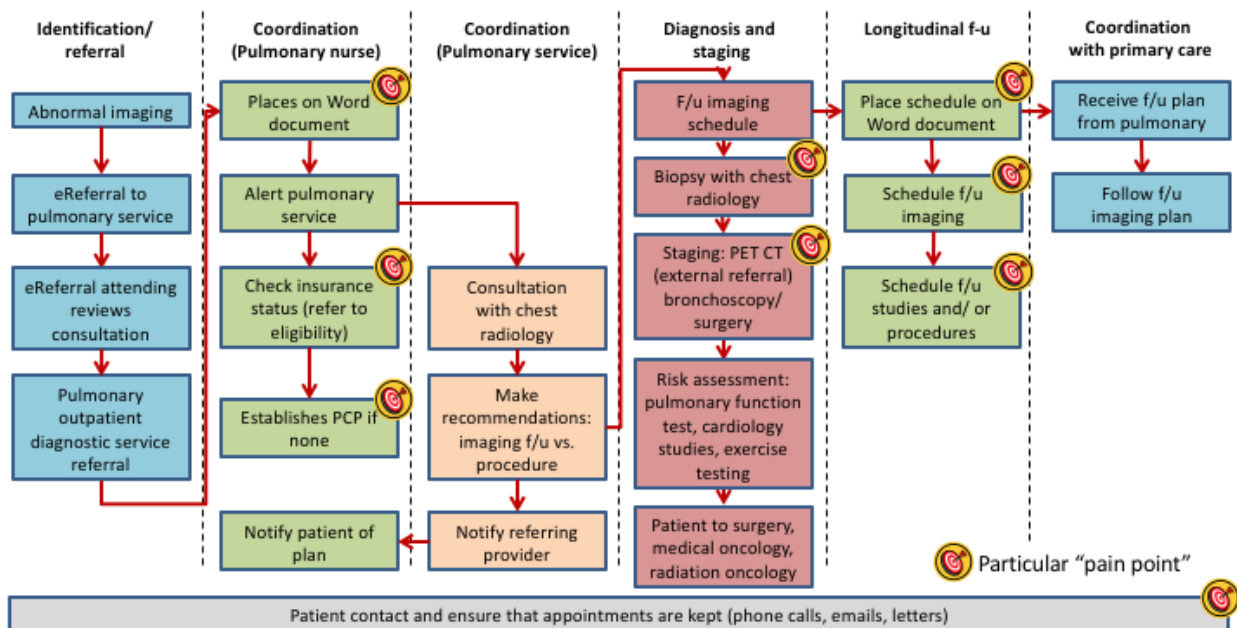 Identification/
referral
Coordination
(Pulmonary nurse)
Coordination
(Pulmonary service)
Diagnosis and
staging
Longitudinal f-u
Coordination
with primary care
Abnormal imaging
eReferral to
pulmonary service
eReferral attending
reviews
consultation
Pulmonary
outpatient
diagnostic service
referral
Places on Word
document
Alert pulmonary
service
Check insurance
status (refer to
eligibility)
Establishes PCP if
none
Notify patient of
plan
Consultation
with chest
radiology
Make
recommendations:
imaging f/u vs.
procedure
Notify referring
provider
F/u imaging
schedule
Biopsy with chest
radiology
Staging: PET CT
(external referral)
bronchoscopy/
surgery
Risk assessment:
pulmonary function
test, cardiology
studies, exercise
testing
Patient to surgery,
medical oncology,
radiation oncology
Place schedule on
Word document
Schedule f/u
imaging
Schedule f/u
studies and/ or
procedures
Receive f/u plan
from pulmonary
Follow f/u
imaging plan
Particular “pain point”
Patient contact and ensure that appointments are kept (phone calls, emails, letters)